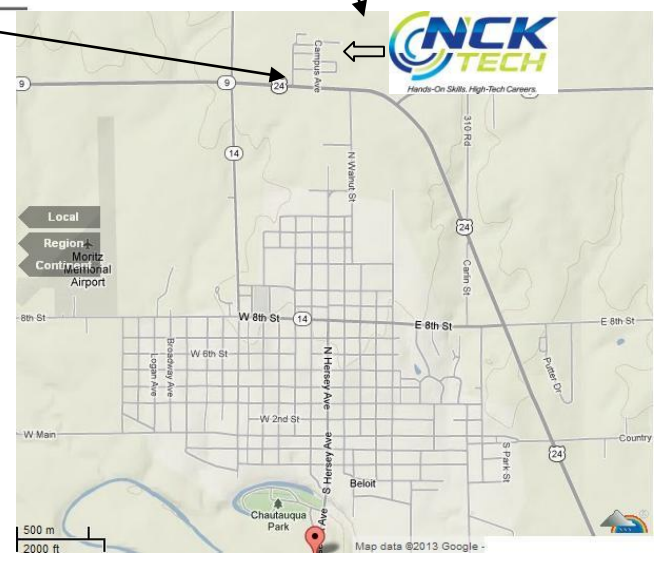 NCK
TECH
Hands-On Skills. High-Tech Careers.
Campus Ave
9
9
24
9
310 Rd
14
N Walnut St
Local
Region
Continent
Moritz
Memorial
Airport
24
Carlin St
8th St
W 8th St
14
E 8th St
E 8th St
Broadway Ave
Logan Ave
W 6th St
N Hersey Ave
Putter Dr
W 2nd St
W Main
S Hersey Ave
S Park St
Country
24
Beloit
Chautauqua
Park
Ave
500 m
2000 ft
Map data ©2013 Google -